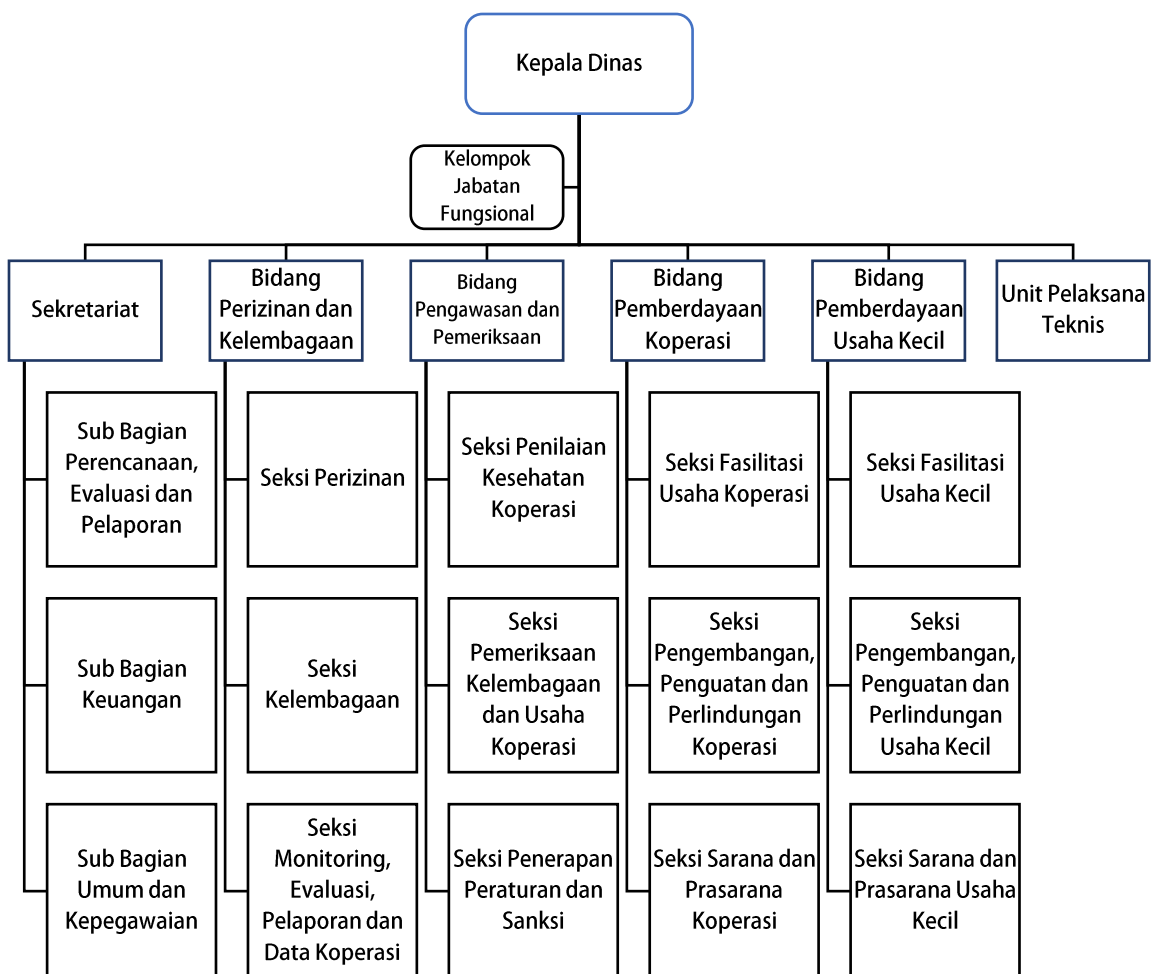 Kepala Dinas
Kelompok
Jabatan
Fungsional
Sekretariat
Bidang
Perizinan dan
Kelembagaan
Bidang
Pengawasan dan
Pemeriksaan
Bidang
Pemberdayaan
Koperasi
Bidang
Pemberdayaan
Usaha Kecil
Unit Pelaksana
Teknis
Sub Bagian
Perencanaan,
Evaluasi dan
Pelaporan
Seksi Perizinan
Seksi Penilaian
Kesehatan
Koperasi
Seksi Fasilitasi
Usaha Koperasi
Seksi Fasilitasi
Usaha Kecil
Sub Bagian
Keuangan
Seksi
Kelembagaan
Seksi
Pemeriksaan
Kelembagaan
dan Usaha
Koperasi
Seksi
Pengembangan,
Penguatan dan
Perlindungan
Koperasi
Seksi
Pengembangan,
Penguatan dan
Perlindungan
Usaha Kecil
Sub Bagian
Umum dan
Kepegawaian
Seksi
Monitoring,
Evaluasi,
Pelaporan dan
Data Koperasi
Seksi Penerapan
Peraturan dan
Sanksi
Seksi Sarana dan
Prasarana
Koperasi
Seksi Sarana dan
Prasarana Usaha
Kecil